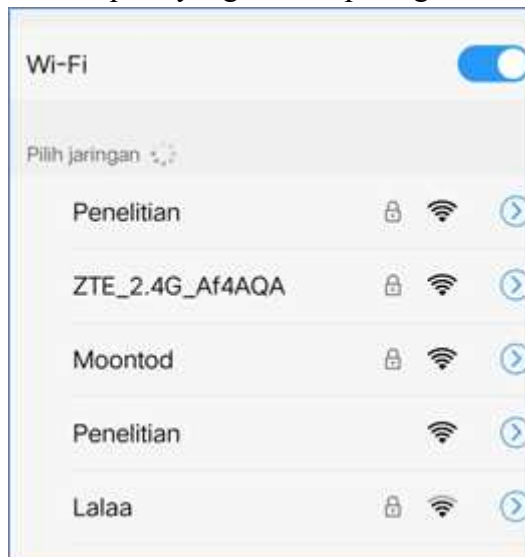 Wi-Fi
Pilih jaringan
Penelitian
ZTE_2.4G_Af4AQA
Moontod
Penelitian
Lalaa